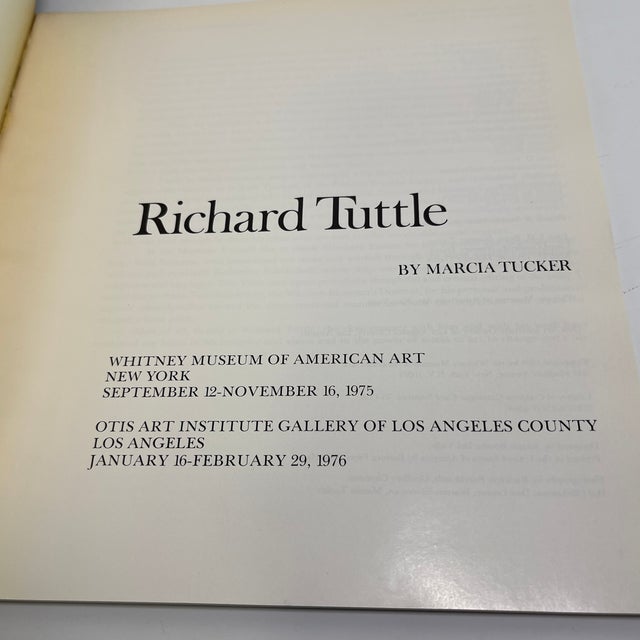 Richard Tuttle
BY MARCIA TUCKER
WHITNEY MUSEUM OF AMERICAN ART
NEW YORK
SEPTEMBER 12-NOVEMBER 16, 1975
OTIS ART INSTITUTE GALLERY OF LOS ANGELES COUNTY
LOS ANGELES
JANUARY 16-FEBRUARY 29, 1976